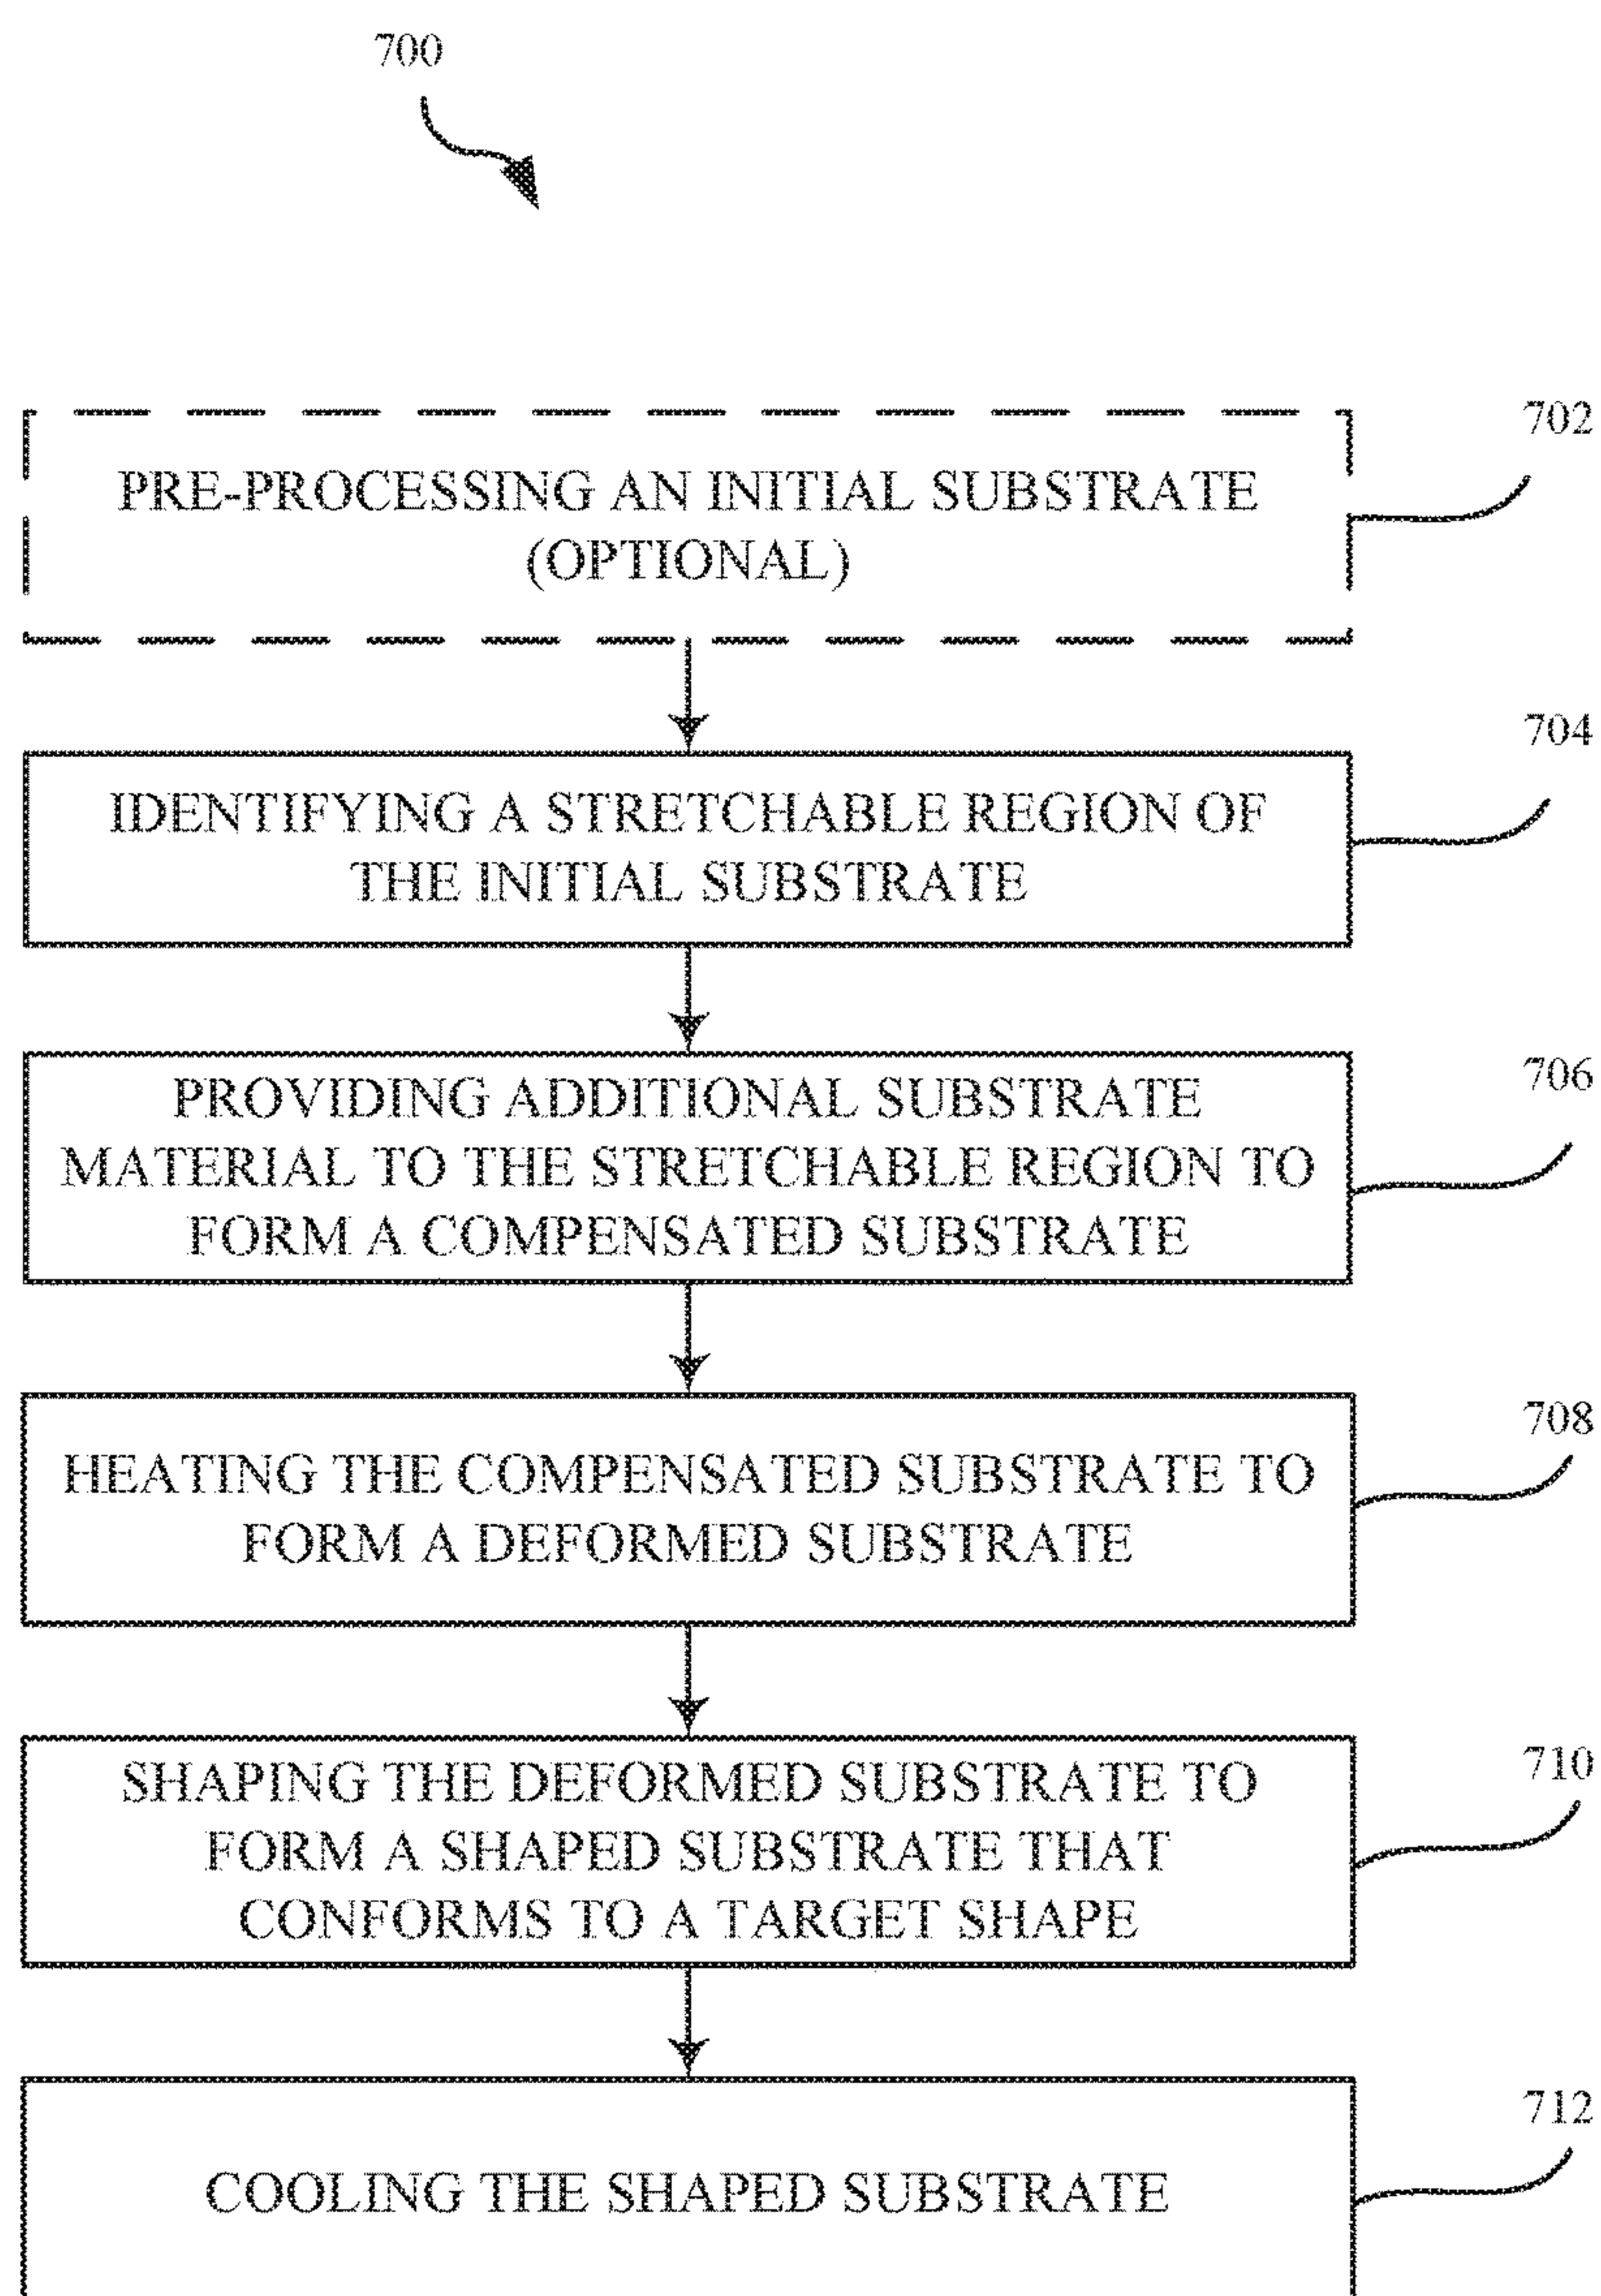 700
702
PRE-PROCESSING AN INITIAL SUBSTRATE
(OPTIONAL)
704
IDENTIFYING A STRETCHABLE REGION OF
THE INITIAL SUBSTRATE
706
PROVIDING ADDITIONAL SUBSTRATE
MATERIAL TO THE STRETCHABLE REGION TO
FORM A COMPENSATED SUBSTRATE
708
HEATING THE COMPENSATED SUBSTRATE TO
FORM A DEFORMED SUBSTRATE
710
SHAPING THE DEFORMED SUBSTRATE TO
FORM A SHAPED SUBSTRATE THAT
CONFORMS TO A TARGET SHAPE
712
COOLING THE SHAPED SUBSTRATE